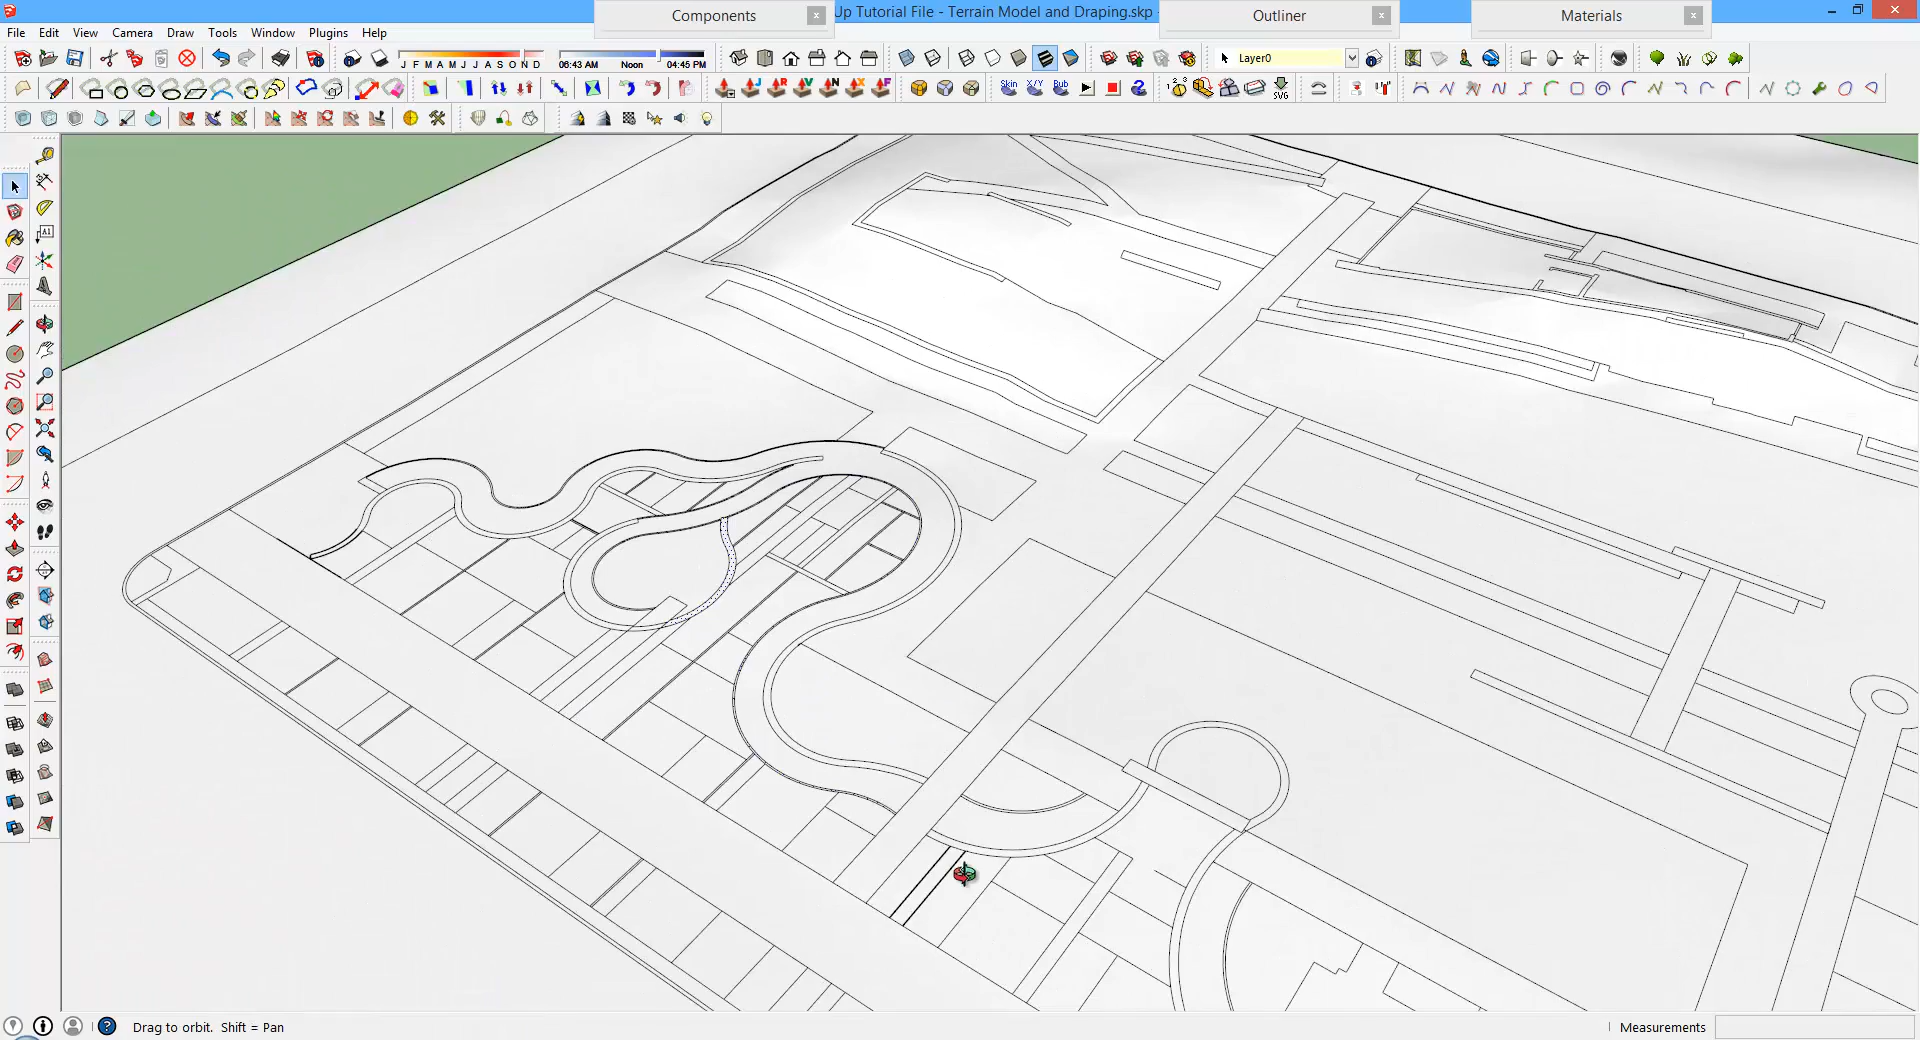 Components x
Up Tutorial File - Terrain Model and Draping.skp -
Outliner x
Materials x
File Edit View Camera Draw Tools Window Plugins Help
J F M A M J J A S O N D
06:43 AM Noon 04:45 PM
Layer0
J R V N X F
Skin X/Y Bub
SVG
A1
Drag to orbit. Shift = Pan
Measurements